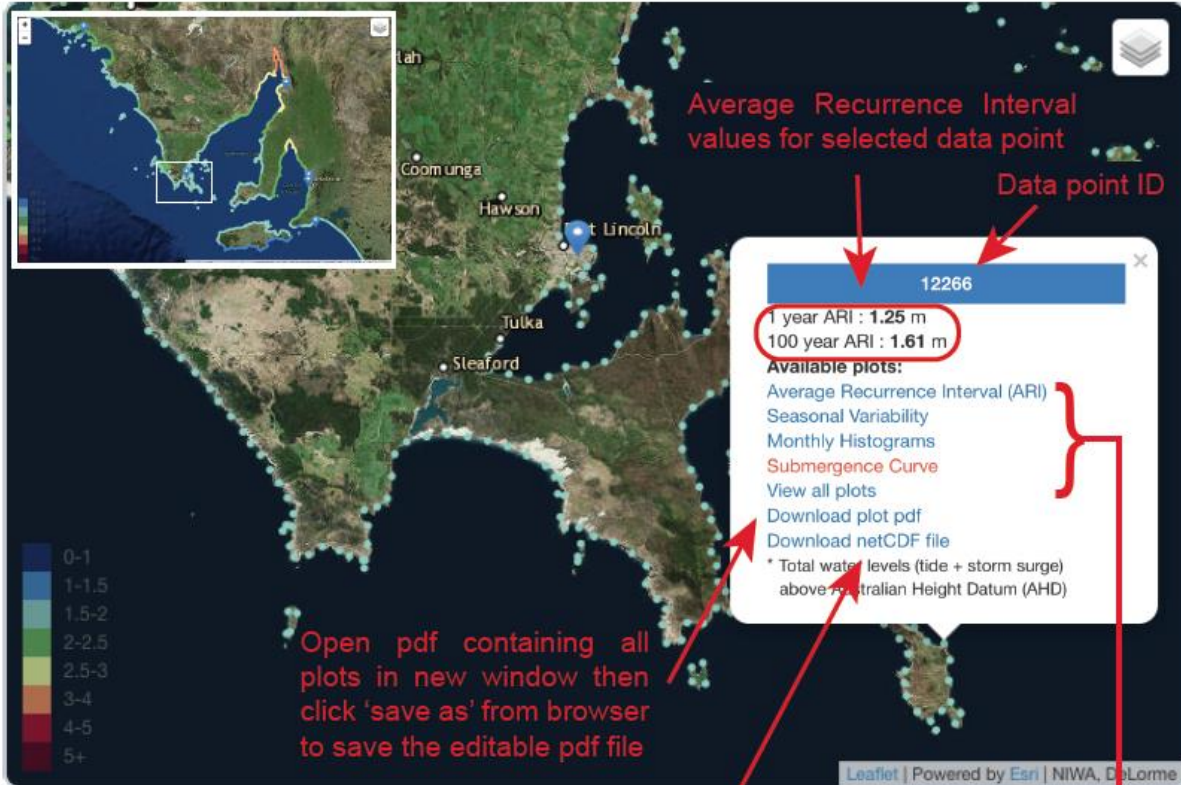 +
−
lah
Average Recurrence Interval
values for selected data point
Coomunga
Data point ID
Hawson
t Lincoln
×
12266
1 year ARI : 1.25 m
Tulka
100 year ARI : 1.61 m
Sleaford
Available plots:
Average Recurrence Interval (ARI)
Seasonal Variability
Monthly Histograms
Submergence Curve
View all plots
Download plot pdf
Download netCDF file
* Total water levels (tide + storm surge)
above Australian Height Datum (AHD)
0-1
1-1.5
1.5-2
2-2.5
2.5-3
3-4
4-5
5+
Open pdf containing all
plots in new window then
click ‘save as’ from browser
to save the editable pdf file
Leaflet | Powered by Esri | NIWA, DeLorme